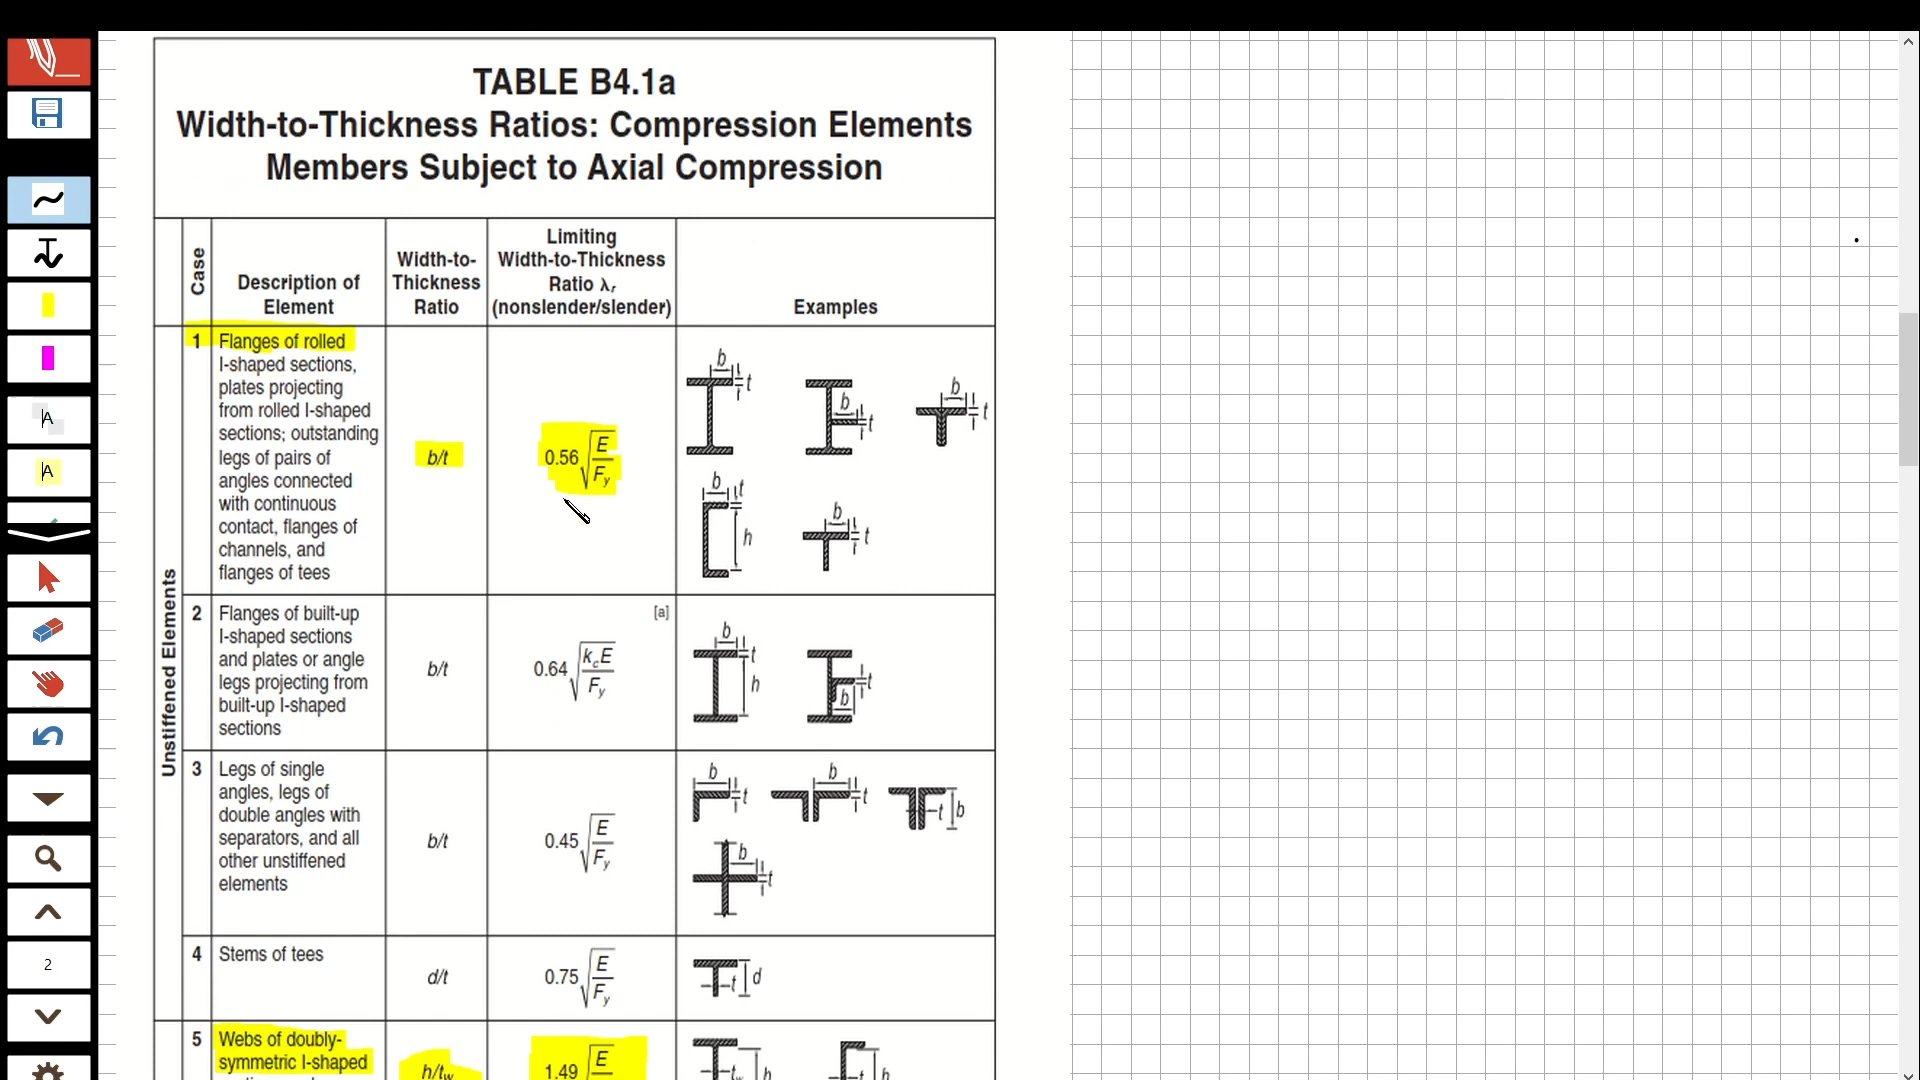 TABLE B4.1a
Width-to-Thickness Ratios: Compression Elements
Members Subject to Axial Compression
Case
Description of
Element
Width-to-
Thickness
Ratio
Limiting
Width-to-Thickness
Ratio λr
(nonslender/slender)
Examples
Unstiffened Elements
1
Flanges of rolled
I-shaped sections,
plates projecting
from rolled I-shaped
sections; outstanding
legs of pairs of
angles connected
with continuous
contact, flanges of
channels, and
flanges of tees
b/t
0.56 √(E/Fy)
b t
b t
b t
b t h
b t
2
Flanges of built-up
I-shaped sections
and plates or angle
legs projecting from
built-up I-shaped
sections
b/t
[a]
0.64 √(kcE/Fy)
b t h
t b
3
Legs of single
angles, legs of
double angles with
separators, and all
other unstiffened
elements
b/t
0.45 √(E/Fy)
b t
b t
t b
b t
4
Stems of tees
d/t
0.75 √(E/Fy)
t d
5
Webs of doubly-
symmetric I-shaped
h/tw
1.49 √E
tw h
t h
A
A
2